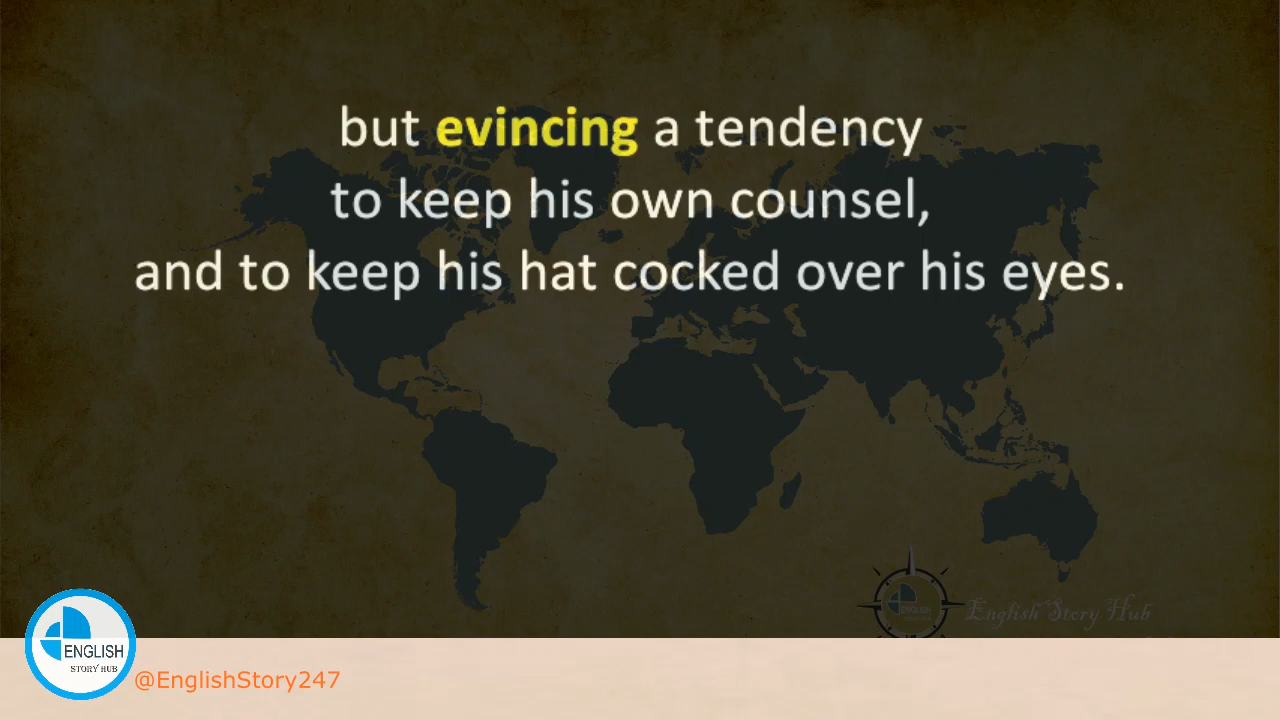 but evincing a tendency
to keep his own counsel,
and to keep his hat cocked over his eyes.
ENGLISH
English Story Hub
ENGLISH
STORY HUB
@EnglishStory247